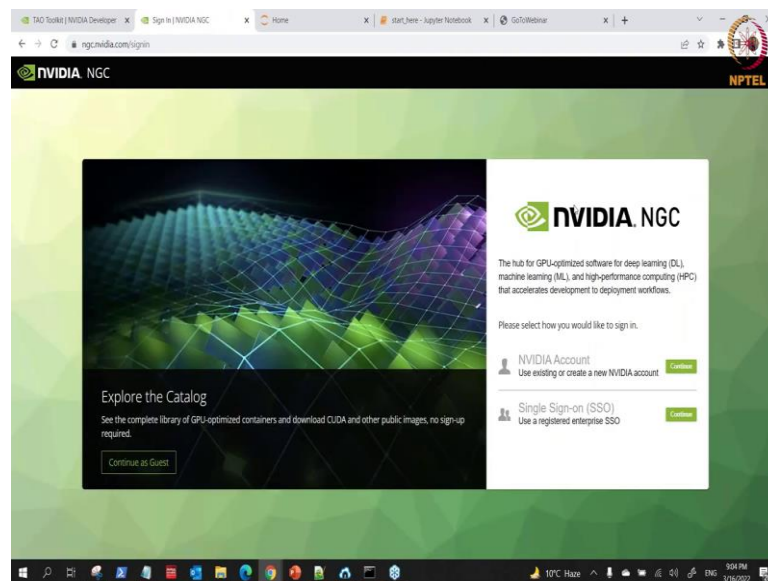 TAO Toolkit | NVIDIA Developer
Sign In | NVIDIA NGC
Home
start_here - Jupyter Notebook
GoToWebinar
ngc.nvidia.com/signin
NVIDIA. NGC
NPTEL
NVIDIA. NGC
The hub for GPU-optimized software for deep learning (DL),
machine learning (ML), and high-performance computing (HPC)
that accelerates development to deployment workflows.
Please select how you would like to sign in.
NVIDIA Account
Use existing or create a new NVIDIA account
Continue
Single Sign-on (SSO)
Use a registered enterprise SSO
Continue
Explore the Catalog
See the complete library of GPU-optimized containers and download CUDA and other public images, no sign-up
required.
Continue as Guest
10°C Haze
ENG
9:04 PM
3/16/2022